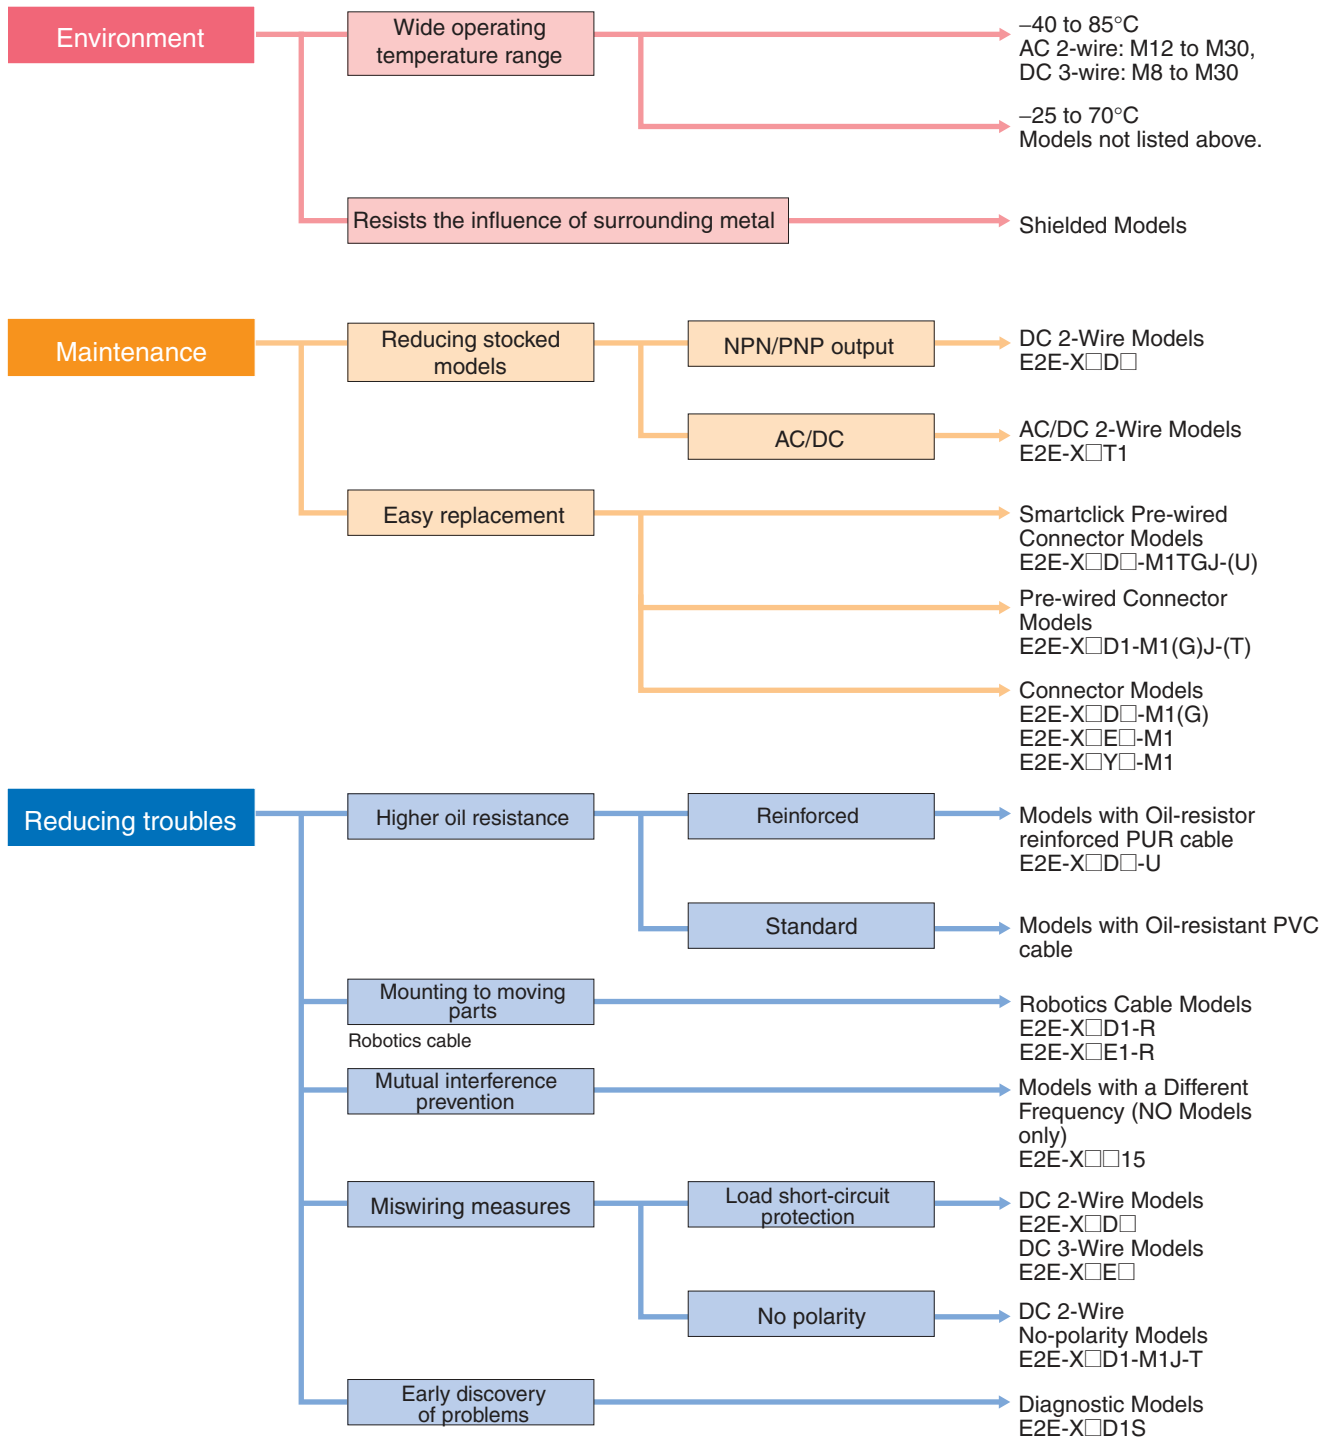 Environment
Wide operating
temperature range
–40 to 85°C
AC 2-wire: M12 to M30,
DC 3-wire: M8 to M30
–25 to 70°C
Models not listed above.
Resists the influence of surrounding metal
Shielded Models
Maintenance
Reducing stocked
models
NPN/PNP output
DC 2-Wire Models
E2E-X□D□
AC/DC
AC/DC 2-Wire Models
E2E-X□T1
Easy replacement
Smartclick Pre-wired
Connector Models
E2E-X□D□-M1TGJ-(U)
Pre-wired Connector
Models
E2E-X□D1-M1(G)J-(T)
Connector Models
E2E-X□D□-M1(G)
E2E-X□E□-M1
E2E-X□Y□-M1
Reducing troubles
Higher oil resistance
Reinforced
Models with Oil-resistor
reinforced PUR cable
E2E-X□D□-U
Standard
Models with Oil-resistant PVC
cable
Mounting to moving
parts
Robotics cable
Robotics Cable Models
E2E-X□D1-R
E2E-X□E1-R
Mutual interference
prevention
Models with a Different
Frequency (NO Models
only)
E2E-X□□15
Miswiring measures
Load short-circuit
protection
DC 2-Wire Models
E2E-X□D□
DC 3-Wire Models
E2E-X□E□
No polarity
DC 2-Wire
No-polarity Models
E2E-X□D1-M1J-T
Early discovery
of problems
Diagnostic Models
E2E-X□D1S